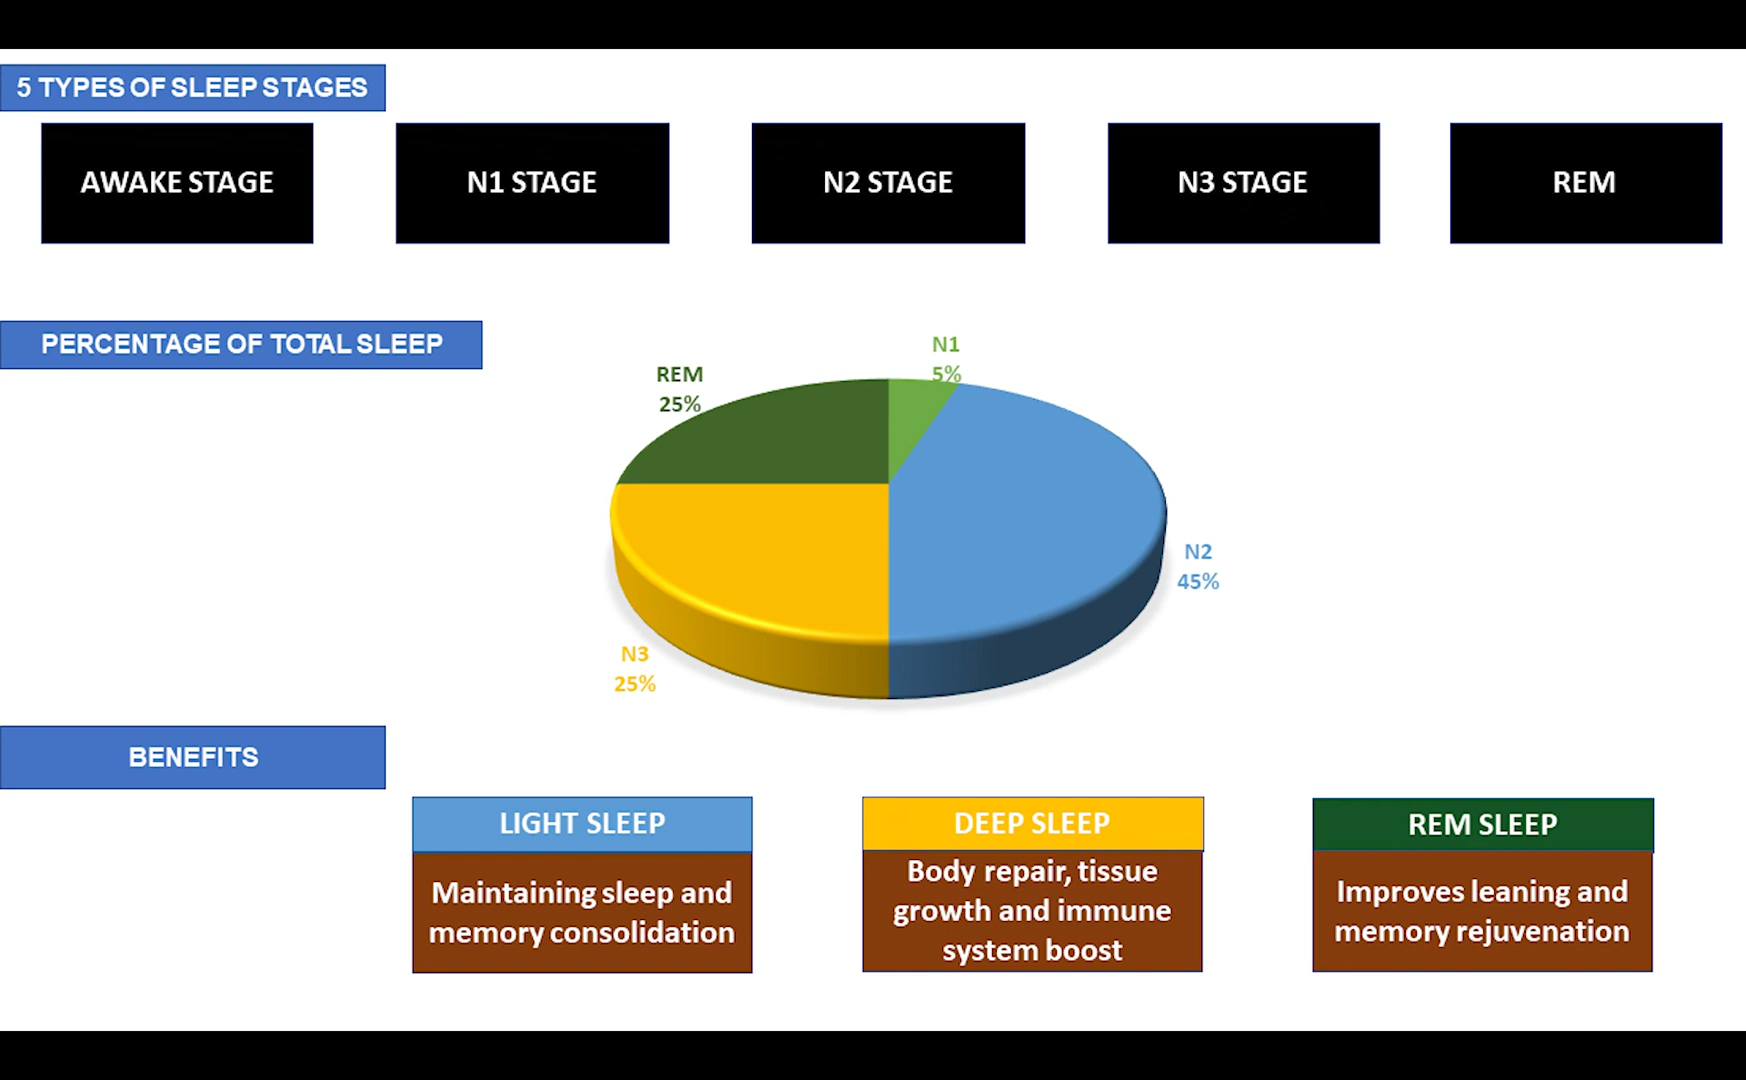 5 TYPES OF SLEEP STAGES
AWAKE STAGE
N1 STAGE
N2 STAGE
N3 STAGE
REM
PERCENTAGE OF TOTAL SLEEP
N1
5%
REM
25%
N2
45%
N3
25%
BENEFITS
LIGHT SLEEP
Maintaining sleep and
memory consolidation
DEEP SLEEP
Body repair, tissue
growth and immune
system boost
REM SLEEP
Improves leaning and
memory rejuvenation